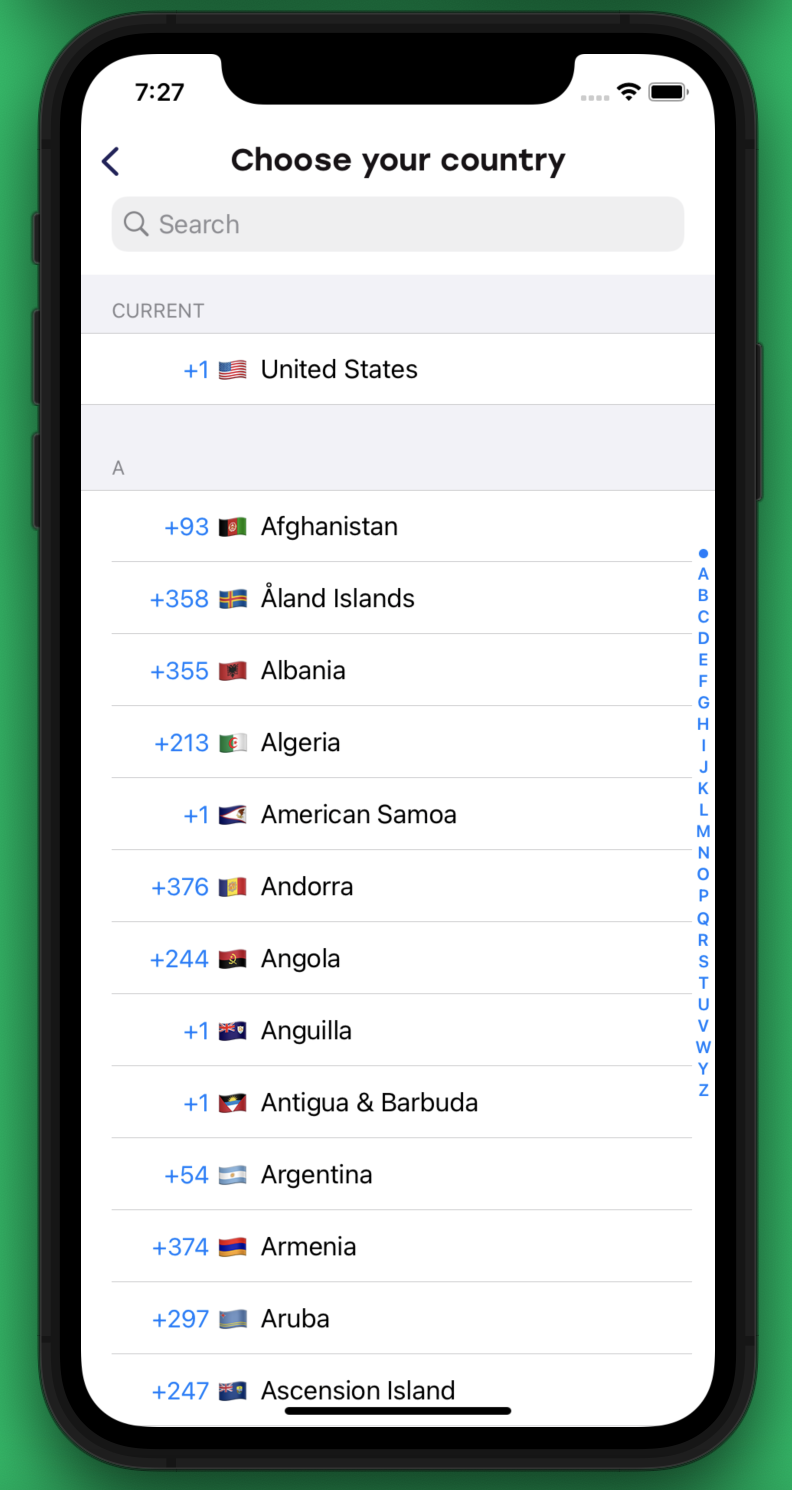 7:27
Choose your country
Search
CURRENT
+1 United States
A
+93 Afghanistan
+358 Åland Islands
+355 Albania
+213 Algeria
+1 American Samoa
+376 Andorra
+244 Angola
+1 Anguilla
+1 Antigua & Barbuda
+54 Argentina
+374 Armenia
+297 Aruba
+247 Ascension Island
A
B
C
D
E
F
G
H
I
J
K
L
M
N
O
P
Q
R
S
T
U
V
W
Y
Z